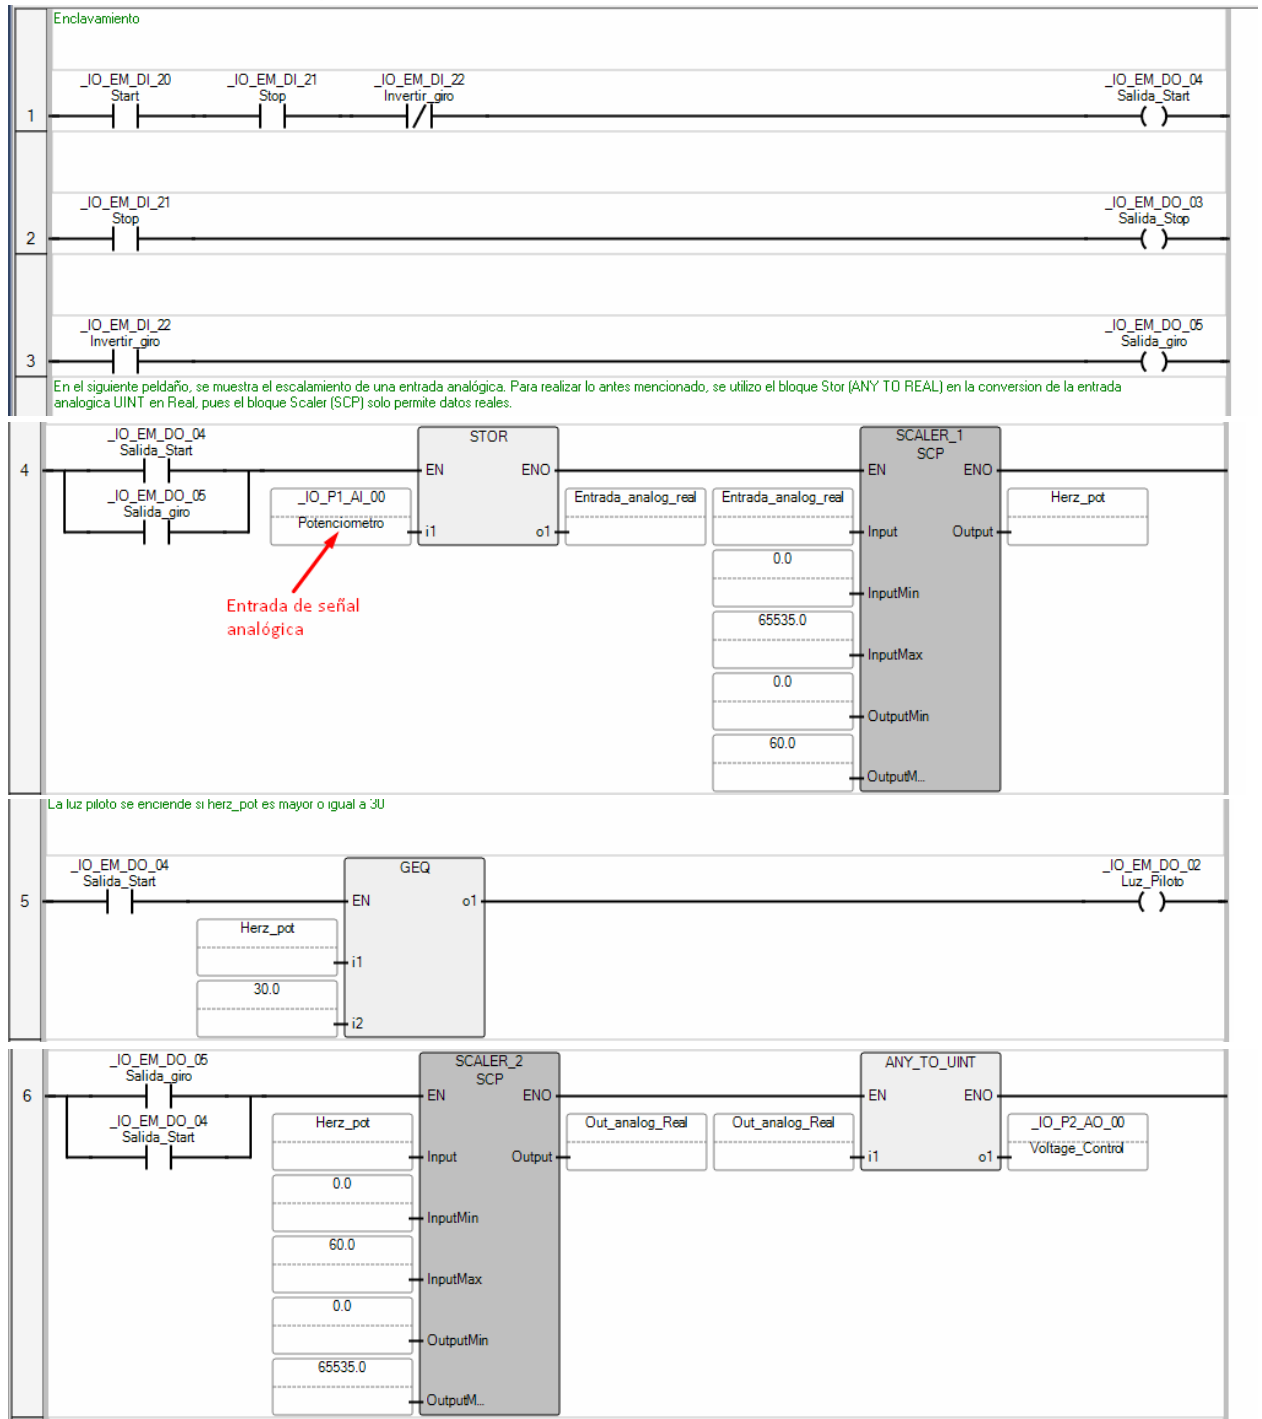 Enclavamiento
_IO_EM_DI_20 _IO_EM_DI_21 _IO_EM_DI_22 _IO_EM_DO_04
Start Stop Invertir_giro Salida_Start
1
_IO_EM_DI_21 _IO_EM_DO_03
Stop Salida_Stop
2
_IO_EM_DI_22 _IO_EM_DO_05
Invertir_giro Salida_giro
3
En el siguiente peldaño, se muestra el escalamiento de una entrada analógica. Para realizar lo antes mencionado, se utilizo el bloque Stor (ANY TO REAL) en la conversion de la entrada
analogica UINT en Real, pues el bloque Scaler (SCP) solo permite datos reales.
_IO_EM_DO_04 STOR SCALER_1
Salida_Start SCP
4 EN ENO EN ENO
_IO_EM_DO_05 _IO_P1_AI_00 Entrada_analog_real Entrada_analog_real Herz_pot
Salida_giro Potenciometro
i1 o1 Input Output
0.0
InputMin
Entrada de señal
analógica
65535.0
InputMax
0.0
OutputMin
60.0
OutputM...
La luz piloto se enciende si herz_pot es mayor o igual a 30
_IO_EM_DO_04 GEQ _IO_EM_DO_02
Salida_Start Luz_Piloto
5 EN o1
Herz_pot
i1
30.0
i2
_IO_EM_DO_05 SCALER_2 ANY_TO_UINT
Salida_giro SCP
6 EN ENO EN ENO
_IO_EM_DO_04 Herz_pot Out_analog_Real Out_analog_Real _IO_P2_AO_00
Salida_Start Voltage_Control
Input Output i1 o1
0.0
InputMin
60.0
InputMax
0.0
OutputMin
65535.0
OutputM...